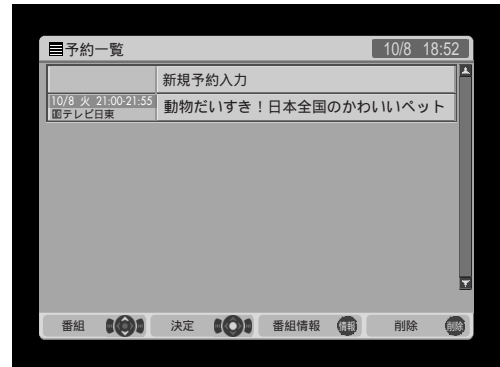 予約一覧
10/8 18:52
新規予約入力
10/8 火 21:00-21:55
動物だいすき！日本全国のかわいいペット
テレビ日東
番組
決定
番組情報
情報
削除
削除